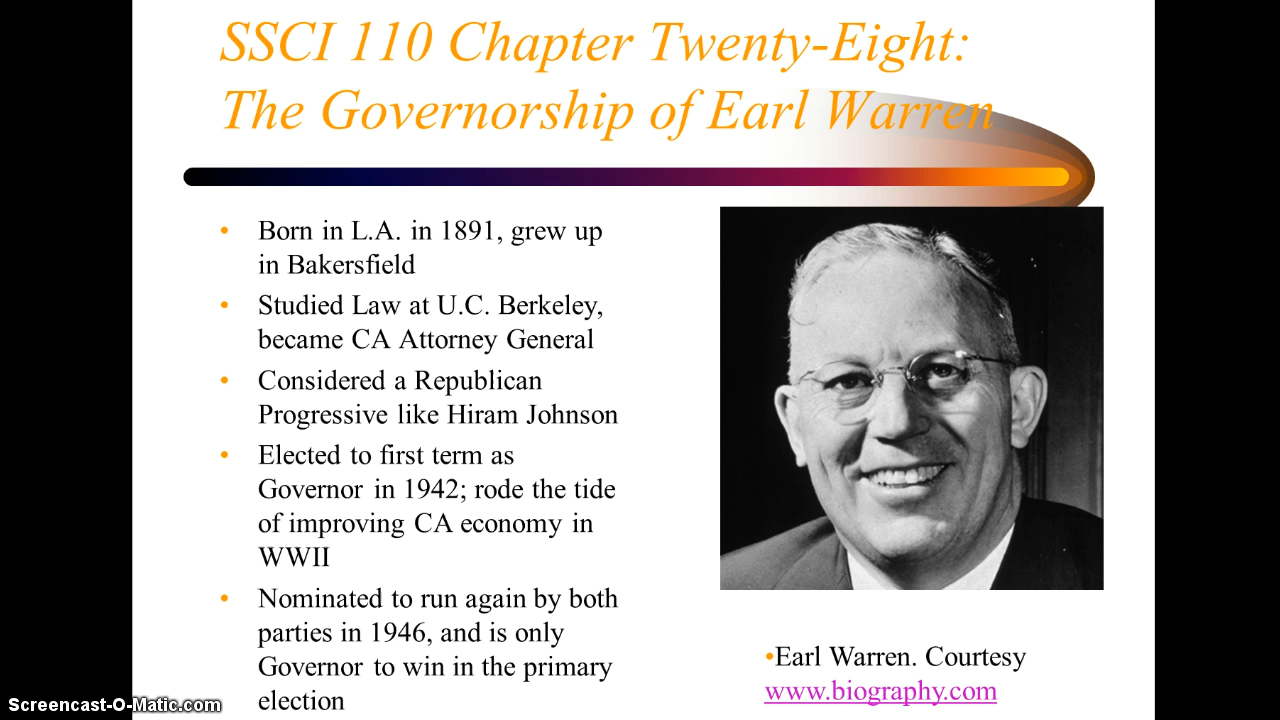 SSCI 110 Chapter Twenty-Eight:
The Governorship of Earl Warren
• Born in L.A. in 1891, grew up
in Bakersfield
• Studied Law at U.C. Berkeley,
became CA Attorney General
• Considered a Republican
Progressive like Hiram Johnson
• Elected to first term as
Governor in 1942; rode the tide
of improving CA economy in
WWII
• Nominated to run again by both
parties in 1946, and is only
Governor to win in the primary
election
•Earl Warren. Courtesy
www.biography.com
Screencast-O-Matic.com